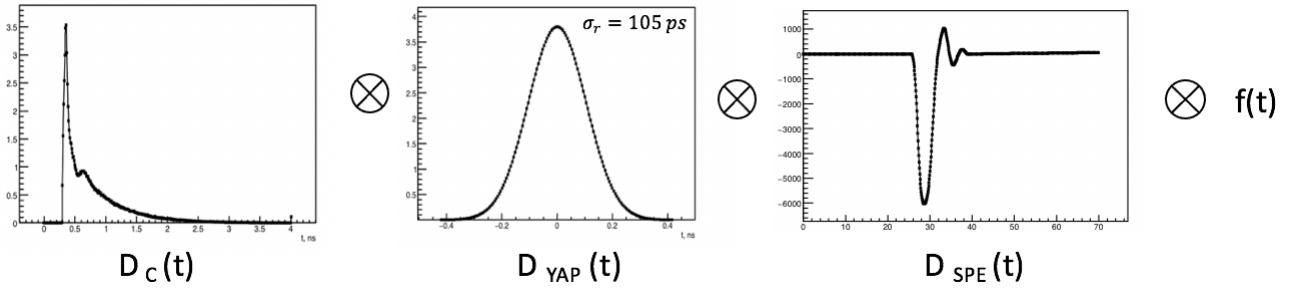 3.5
3
2.5
2
1.5
1
0.5
0
0 0.5 1 1.5 2 2.5 3 3.5 4
t, ns
D C (t)
⊗
4
3.5
3
2.5
2
1.5
1
0.5
σr = 105 ps
−0.4 −0.2 0 0.2 0.4
t, ns
D YAP (t)
⊗
1000
0
−1000
−2000
−3000
−4000
−5000
−6000
0 10 20 30 40 50 60 70
D SPE (t)
⊗ f(t)